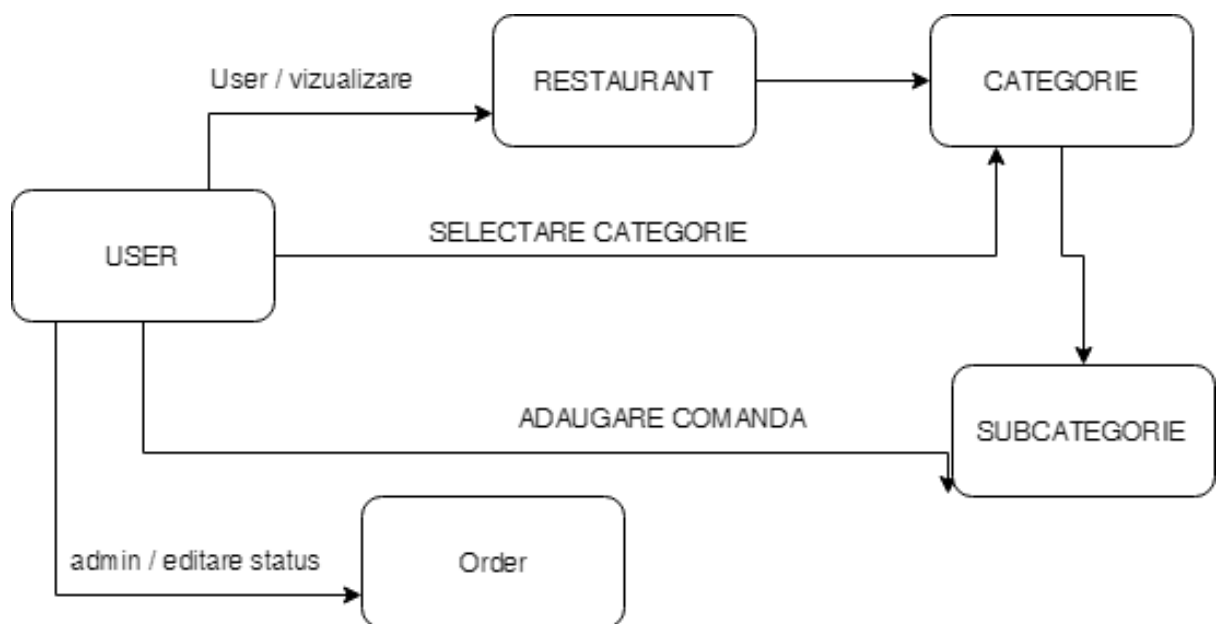 User / vizualizare
RESTAURANT
CATEGORIE
USER
SELECTARE CATEGORIE
ADAUGARE COMANDA
SUBCATEGORIE
admin / editare status
Order